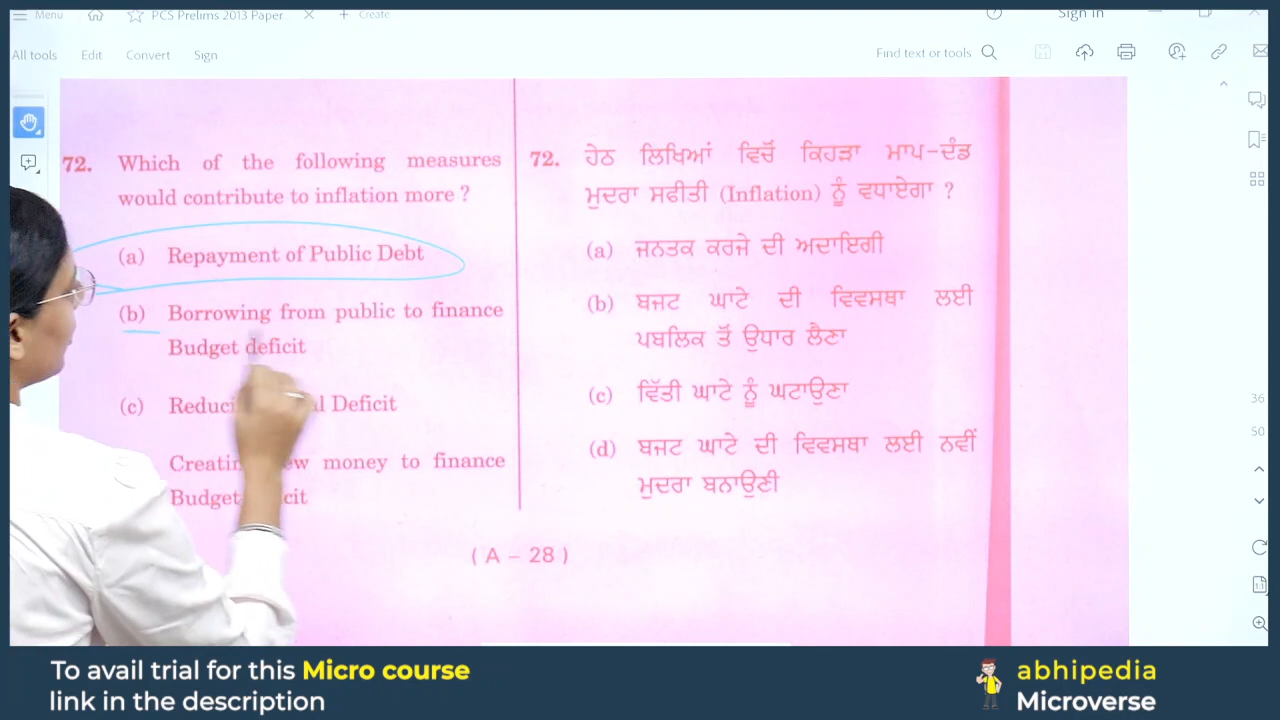 Menu
PCS Prelims 2013 Paper
Create
Sign In
All tools Edit Convert Sign
Find text or tools
72. Which of the following measures
would contribute to inflation more ?
(a) Repayment of Public Debt
(b) Borrowing from public to finance
Budget deficit
(c) Deficit
money to finance
Budget
72. ਹੇਠ ਲਿਖਿਆਂ ਵਿਚੋਂ ਕਿਹੜਾ ਮਾਪ-ਦੰਡ
ਮੁਦਰਾ ਸਫੀਤੀ (Inflation) ਨੂੰ ਵਧਾਏਗਾ ?
(a) ਜਨਤਕ ਕਰਜੇ ਦੀ ਅਦਾਇਗੀ
(b) ਬਜਟ ਘਾਟੇ ਦੀ ਵਿਵਸਥਾ ਲਈ
ਪਬਲਿਕ ਤੋਂ ਉਧਾਰ ਲੈਣਾ
(c) ਵਿੱਤੀ ਘਾਟੇ ਨੂੰ ਘਟਾਉਣਾ
(d) ਬਜਟ ਘਾਟੇ ਦੀ ਵਿਵਸਥਾ ਲਈ ਨਵੀਂ
ਮੁਦਰਾ ਬਨਾਉਣੀ
( A – 28 )
36
50
1:1
To avail trial for this Micro course
link in the description
abhipedia
Microverse